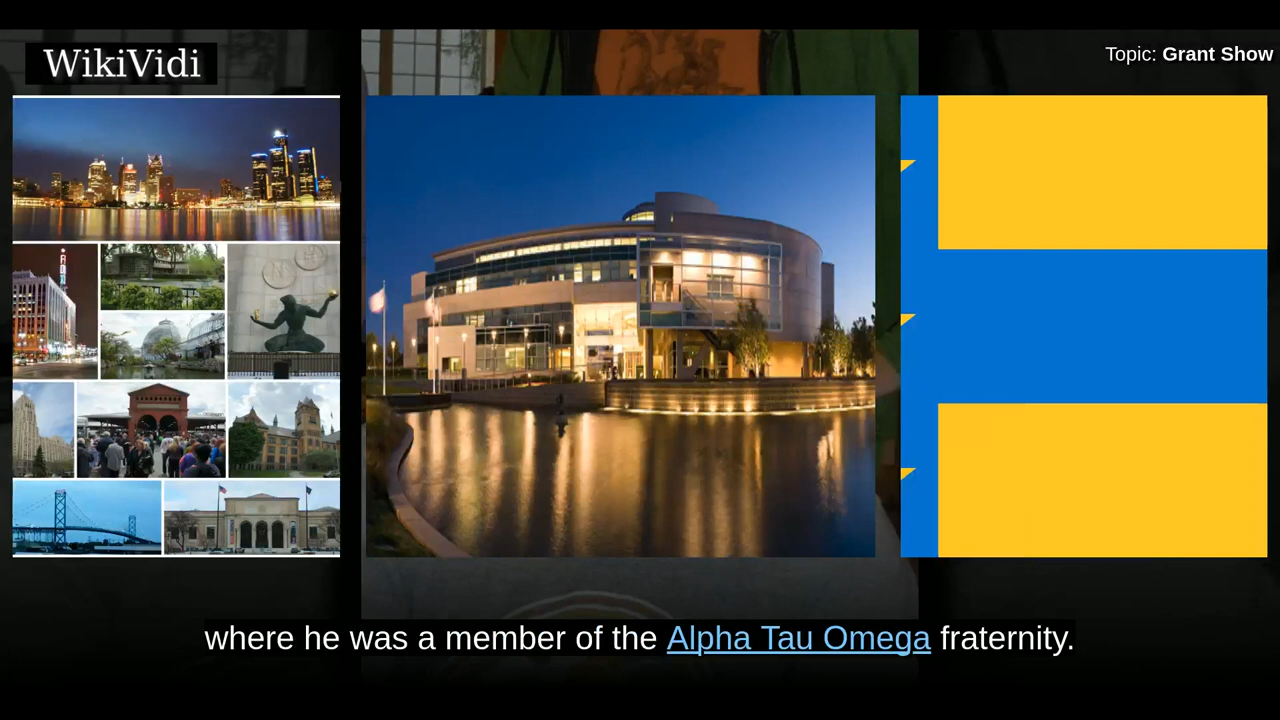 WikiVidi
Topic: Grant Show
where he was a member of the Alpha Tau Omega fraternity.